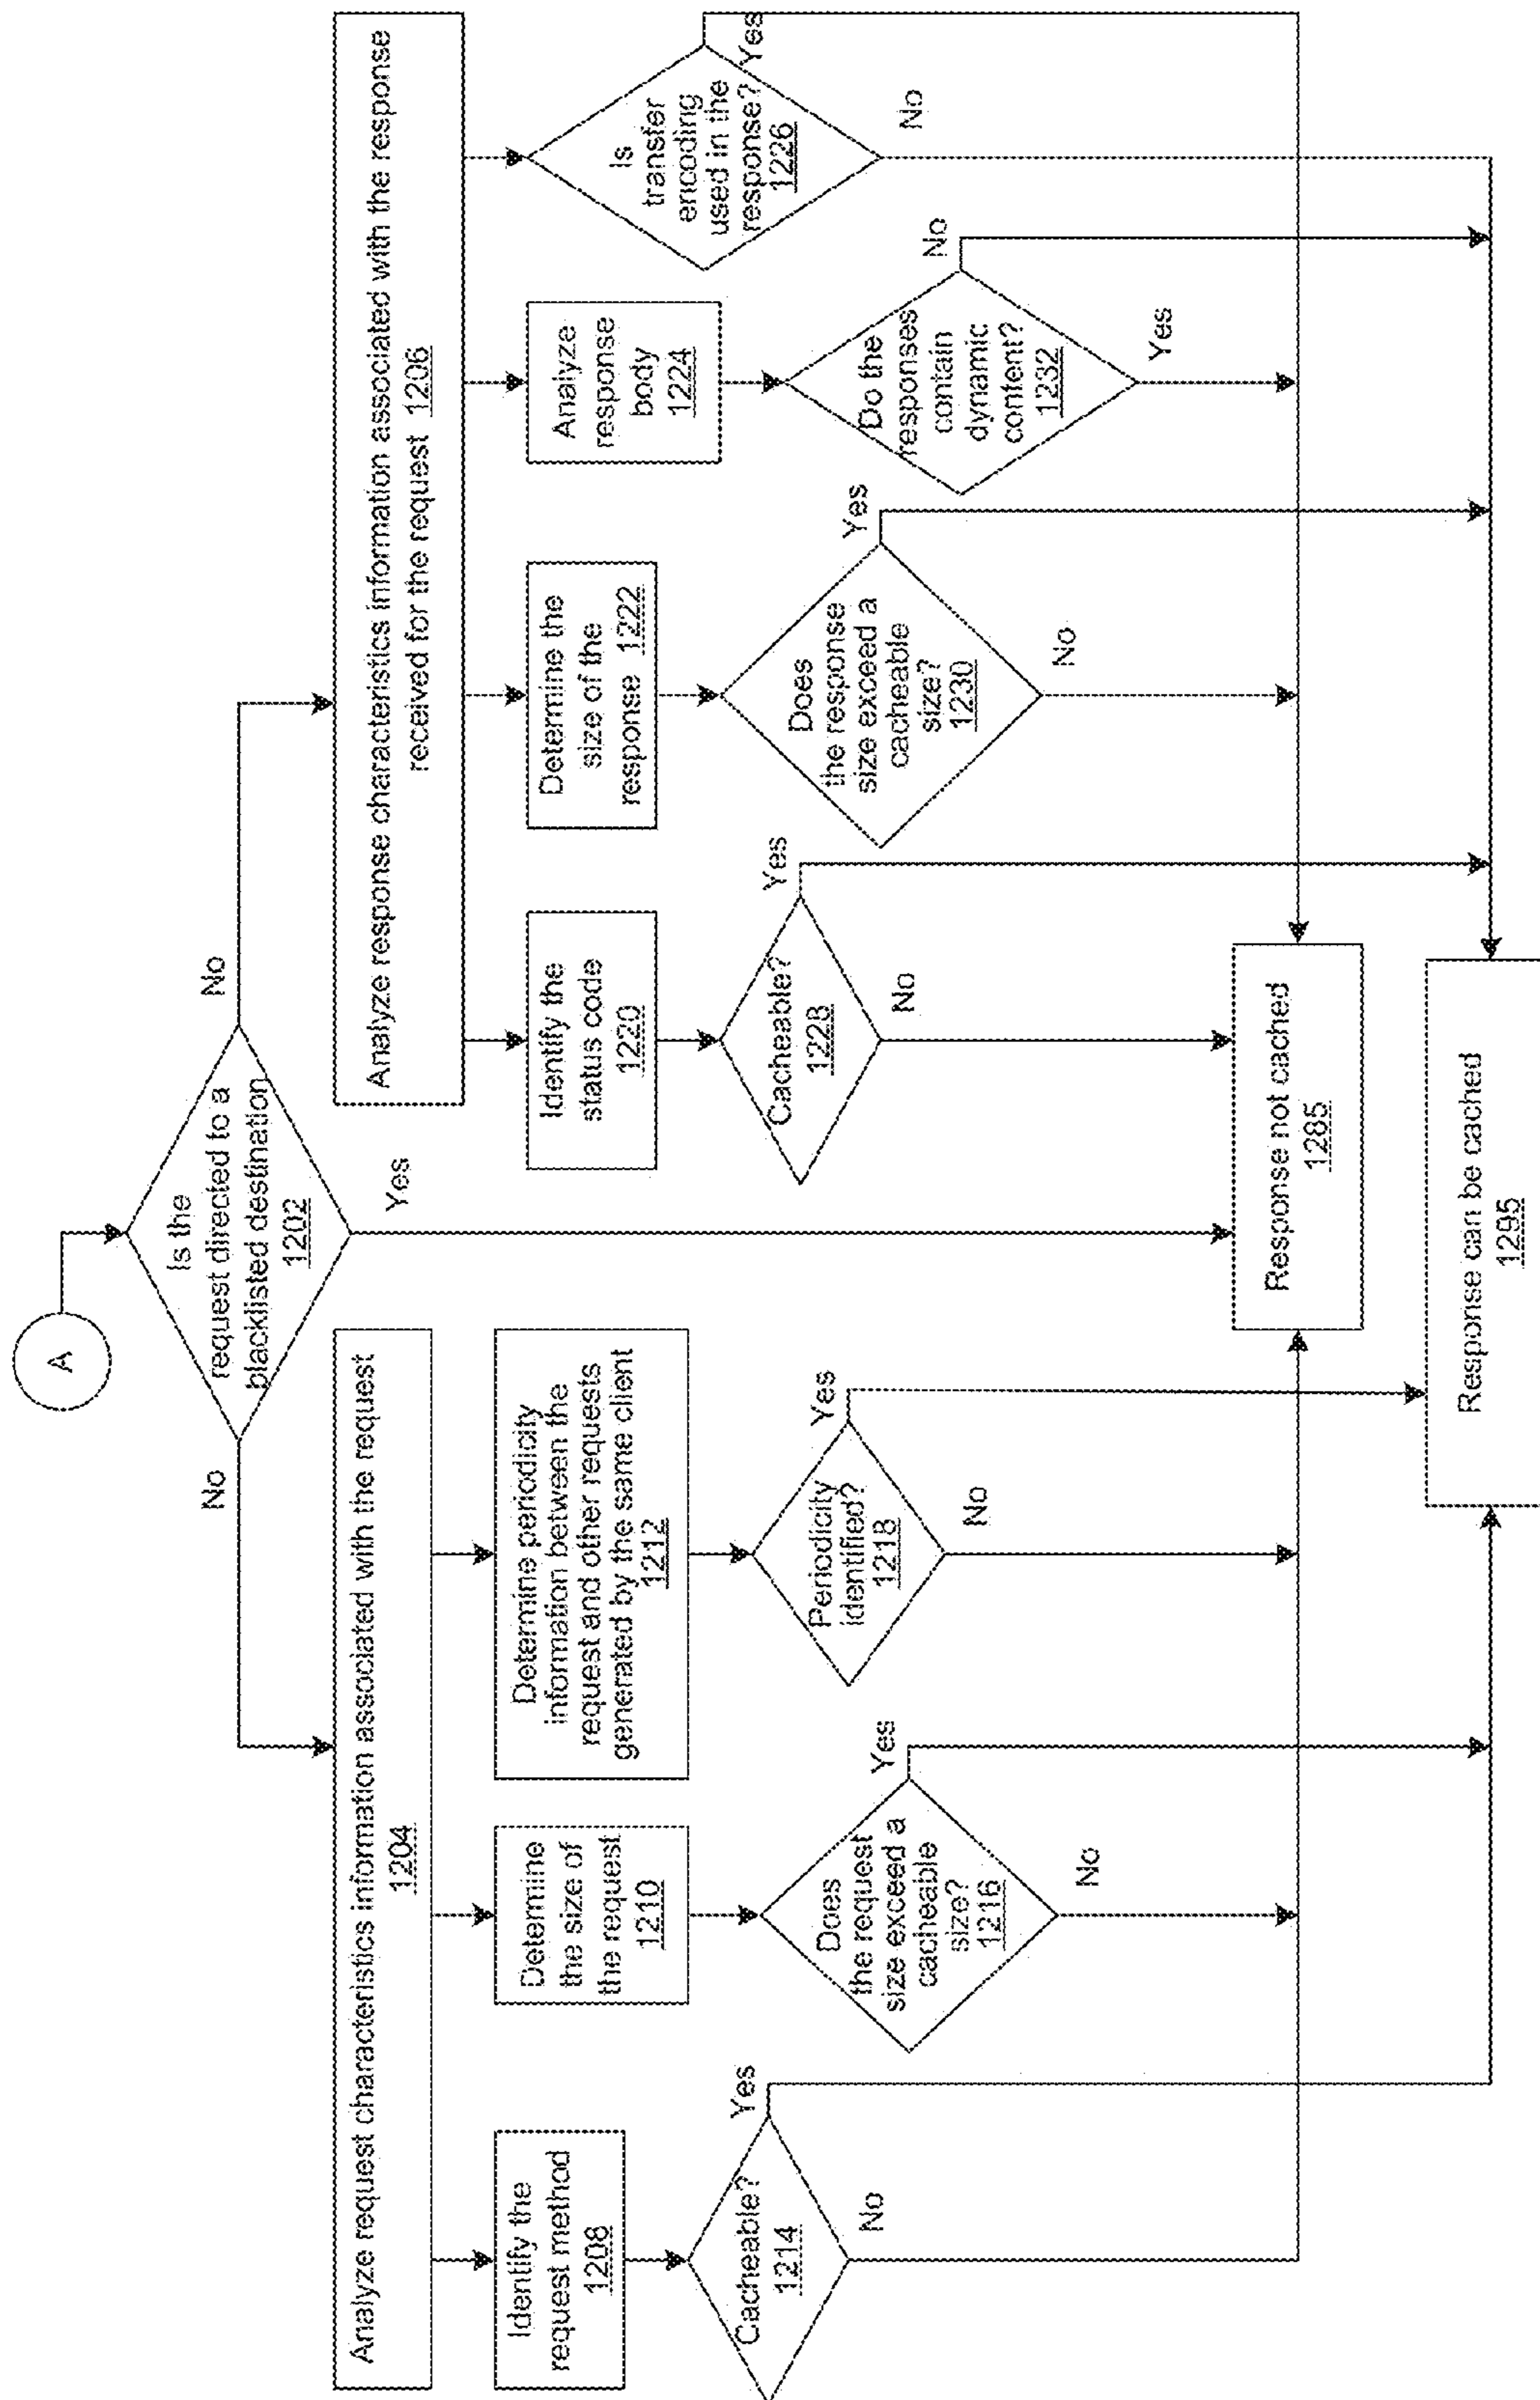 A
Is the
request directed to a
blacklisted destination
1202
No
No
Yes
Analyze request characteristics information associated with the request
1204
Analyze response characteristics information associated with the response
received for the request 1206
Identify the
request method
1208
Determine
the size of
the request
1210
Determine periodicity
information between the
request and other requests
generated by the same client
1212
Identify the
status code
1220
Determine the
size of the
response 1222
Analyze
response
body
1224
Is
transfer
encoding
used in the
response?
1226
Yes
No
Cacheable?
1214
Yes
No
Does
the request
size exceed a
cacheable
size?
1216
Yes
No
Periodicity
identified?
1218
Yes
No
Cacheable?
1228
Yes
No
Does
the response
size exceed a
cacheable
size?
1230
Yes
No
Do the
responses
contain
dynamic
content?
1232
No
Yes
Response not cached
1285
Response can be cached
1295